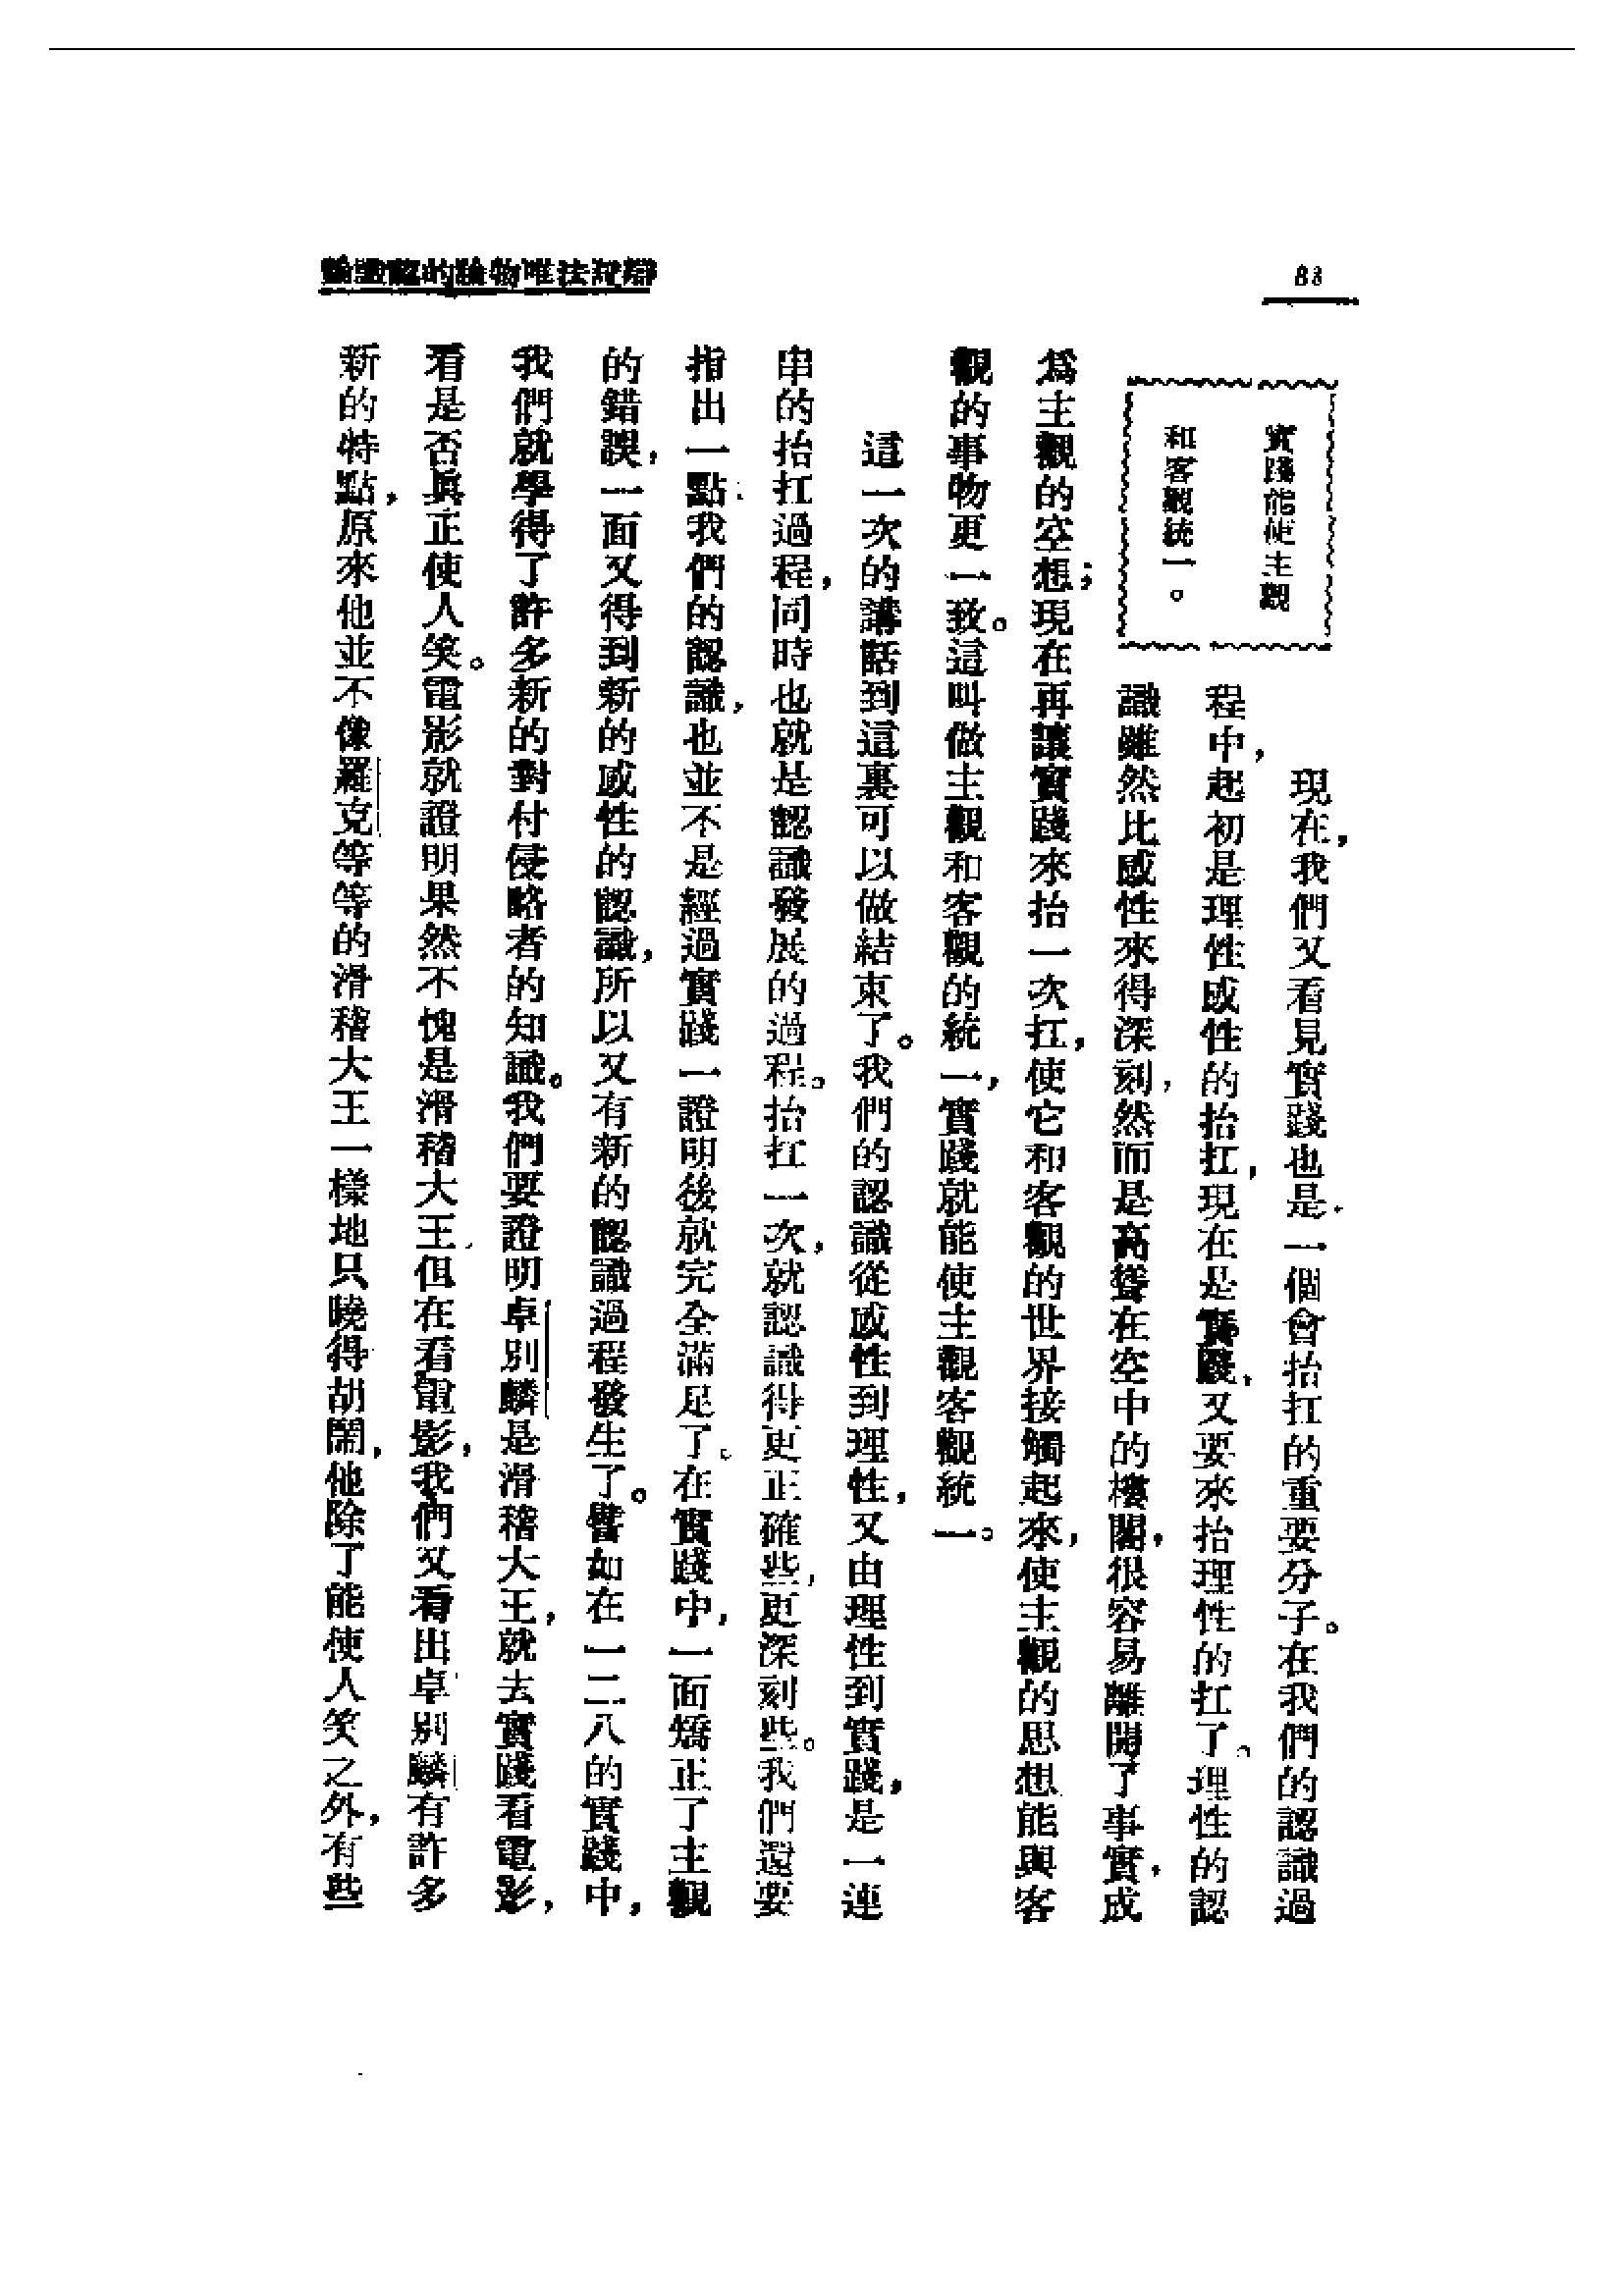 88
辯證法唯物論的認識論
實踐能使主觀
和客觀統一。
現在，我們又看見實踐也是一個會抬扛的重要分子。在我們的認識過
程中，起初是理性感性的抬扛，現在是實踐，又要來抬理性的扛了。理性的認
識雖然比感性來得深刻，然而是高聳在空中的樓閣，很容易離開了事實，成
爲主觀的空想；現在再讓實踐來抬一次扛，使它和客觀的世界接觸起來，使主觀的思想能與客
觀的事物更一致。這叫做主觀和客觀的統一，實踐就能使主觀客觀統一。
這一次的講話到這裏可以做結束了。我們的認識從感性到理性，又由理性到實踐，是一連
串的抬扛過程，同時也就是認識發展的過程。抬扛一次，就認識得更正確些，更深刻些。我們還要
指出一點，我們的認識，也並不是經過實踐一證明後就完全滿足了。在實踐中，一面矯正了主觀
的錯誤，一面又得到新的感性的認識，所以又有新的認識過程發生了。譬如在一二八的實踐中，
我們就學得了許多新的對付侵略者的知識。我們要證明卓別麟是滑稽大王，就去實踐看電影，
看是否眞正使人笑。電影就證明果然不愧是滑稽大王，但在看電影，我們又看出卓別麟有許多
新的特點，原來他並不像羅克等等的滑稽大王一樣地只曉得胡鬧，他除了能使人笑之外，有些